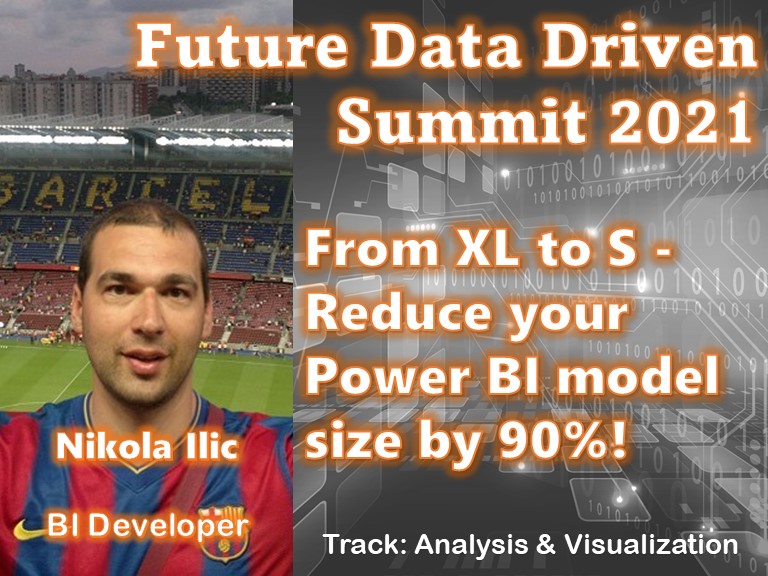 Future Data Driven
Summit 2021
BARCEL
From XL to S -
Reduce your
Power BI model
size by 90%!
Nikola Ilic
BI Developer
Track: Analysis & Visualization